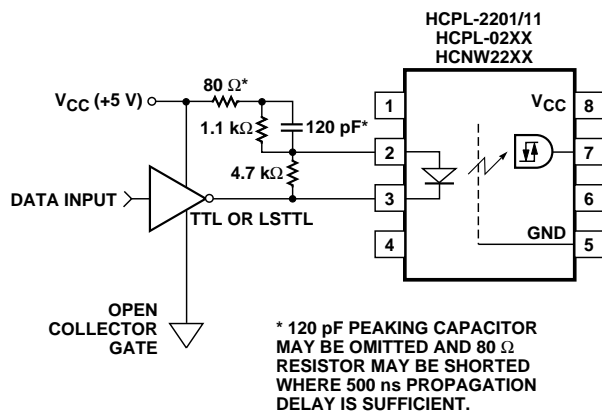 HCPL-2201/11
HCPL-02XX
HCNW22XX
80 Ω*
VCC (+5 V)
1.1 kΩ
120 pF*
4.7 kΩ
DATA INPUT
TTL OR LSTTL
OPEN
COLLECTOR
GATE
1
2
3
4
VCC
8
7
6
GND
5
* 120 pF PEAKING CAPACITOR
MAY BE OMITTED AND 80 Ω
RESISTOR MAY BE SHORTED
WHERE 500 ns PROPAGATION
DELAY IS SUFFICIENT.